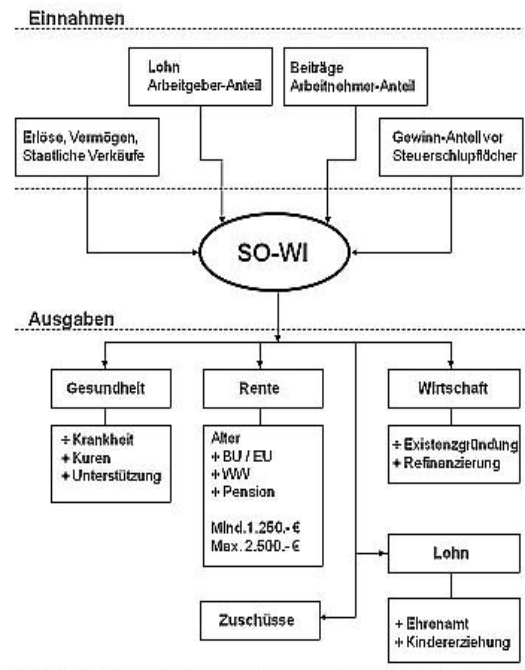 Einnahmen
Lohn
Arbeitgeber-Anteil
Beiträge
Arbeitnehmer-Anteil
Erlöse, Vermögen,
Staatliche Verkäufe
Gewinn-Anteil vor
Steuerschlupflöcher
SO-WI
Ausgaben
Gesundheit
Rente
Wirtschaft
+ Krankheit
+ Kuren
+ Unterstützung
Alter
+ BU / EU
+ WW
+ Pension
Mind.1.250,-€
Max. 2.500.-€
+ Existenzgründung
+ Refinanzierung
Lohn
Zuschüsse
+ Ehrenamt
+ Kindererziehung